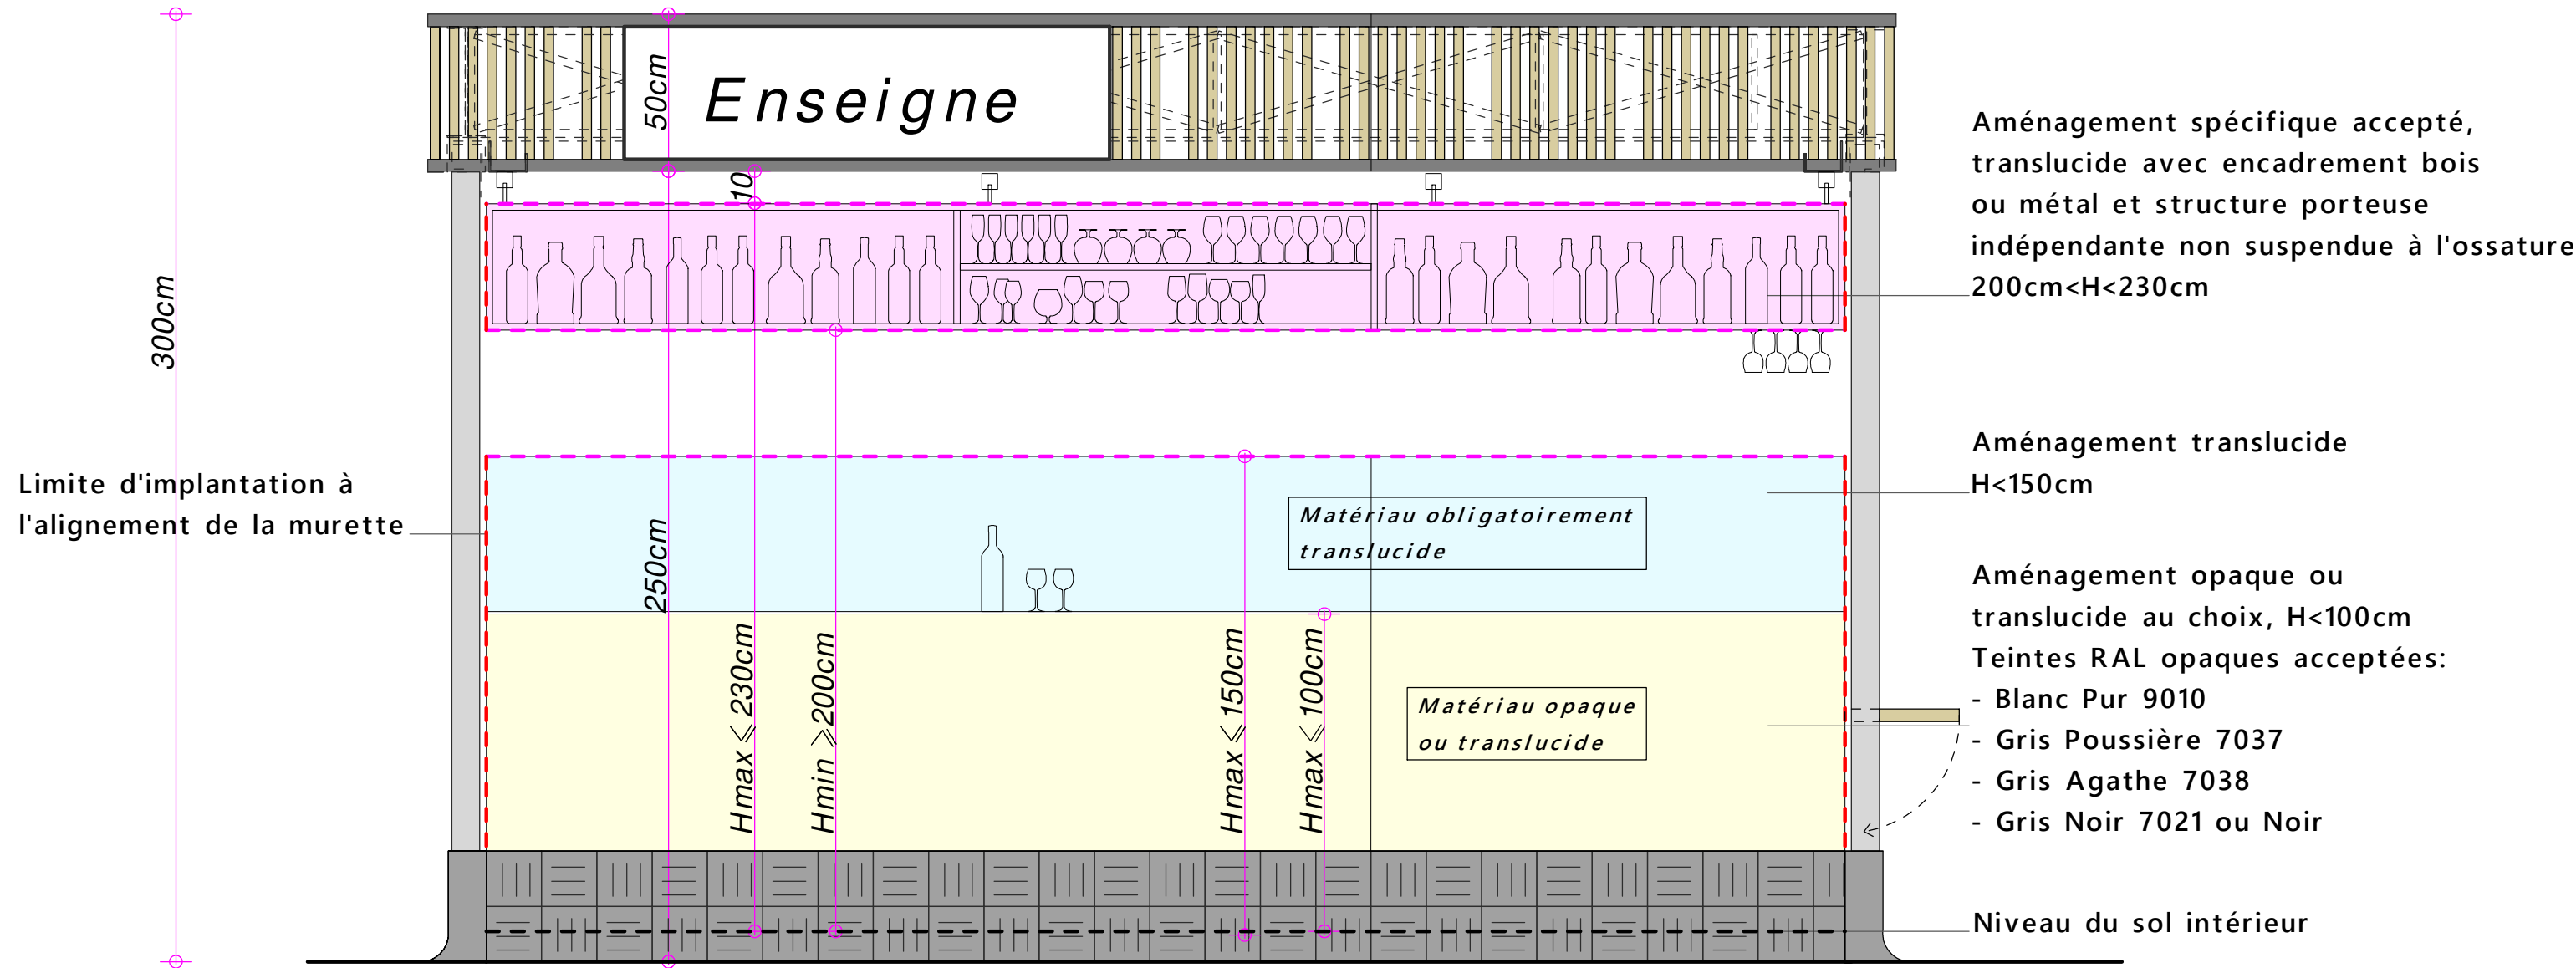 Enseigne
50cm
10
300cm
250cm
Hmax ⩽ 230cm
Hmin ⩾200cm
Hmax ⩽ 150cm
Hmax ⩽ 100cm
Limite d'implantation à
l'alignement de la murette
Matériau obligatoirement
translucide
Matériau opaque
ou translucide
Aménagement spécifique accepté,
translucide avec encadrement bois
ou métal et structure porteuse
indépendante non suspendue à l'ossature
200cm<H<230cm
Aménagement translucide
H<150cm
Aménagement opaque ou
translucide au choix, H<100cm
Teintes RAL opaques acceptées:
- Blanc Pur 9010
- Gris Poussière 7037
- Gris Agathe 7038
- Gris Noir 7021 ou Noir
Niveau du sol intérieur